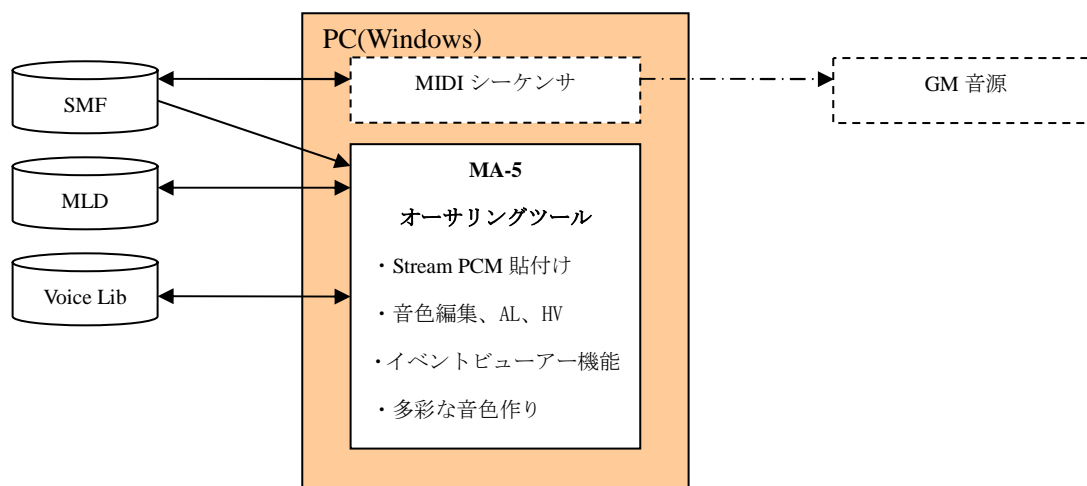 PC(Windows)
SMF
MIDI シーケンサ
GM 音源
MLD
Voice Lib
MA-5
オーサリングツール
・Stream PCM 貼付け
・音色編集、AL、HV
・イベントビューアー機能
・多彩な音色作り